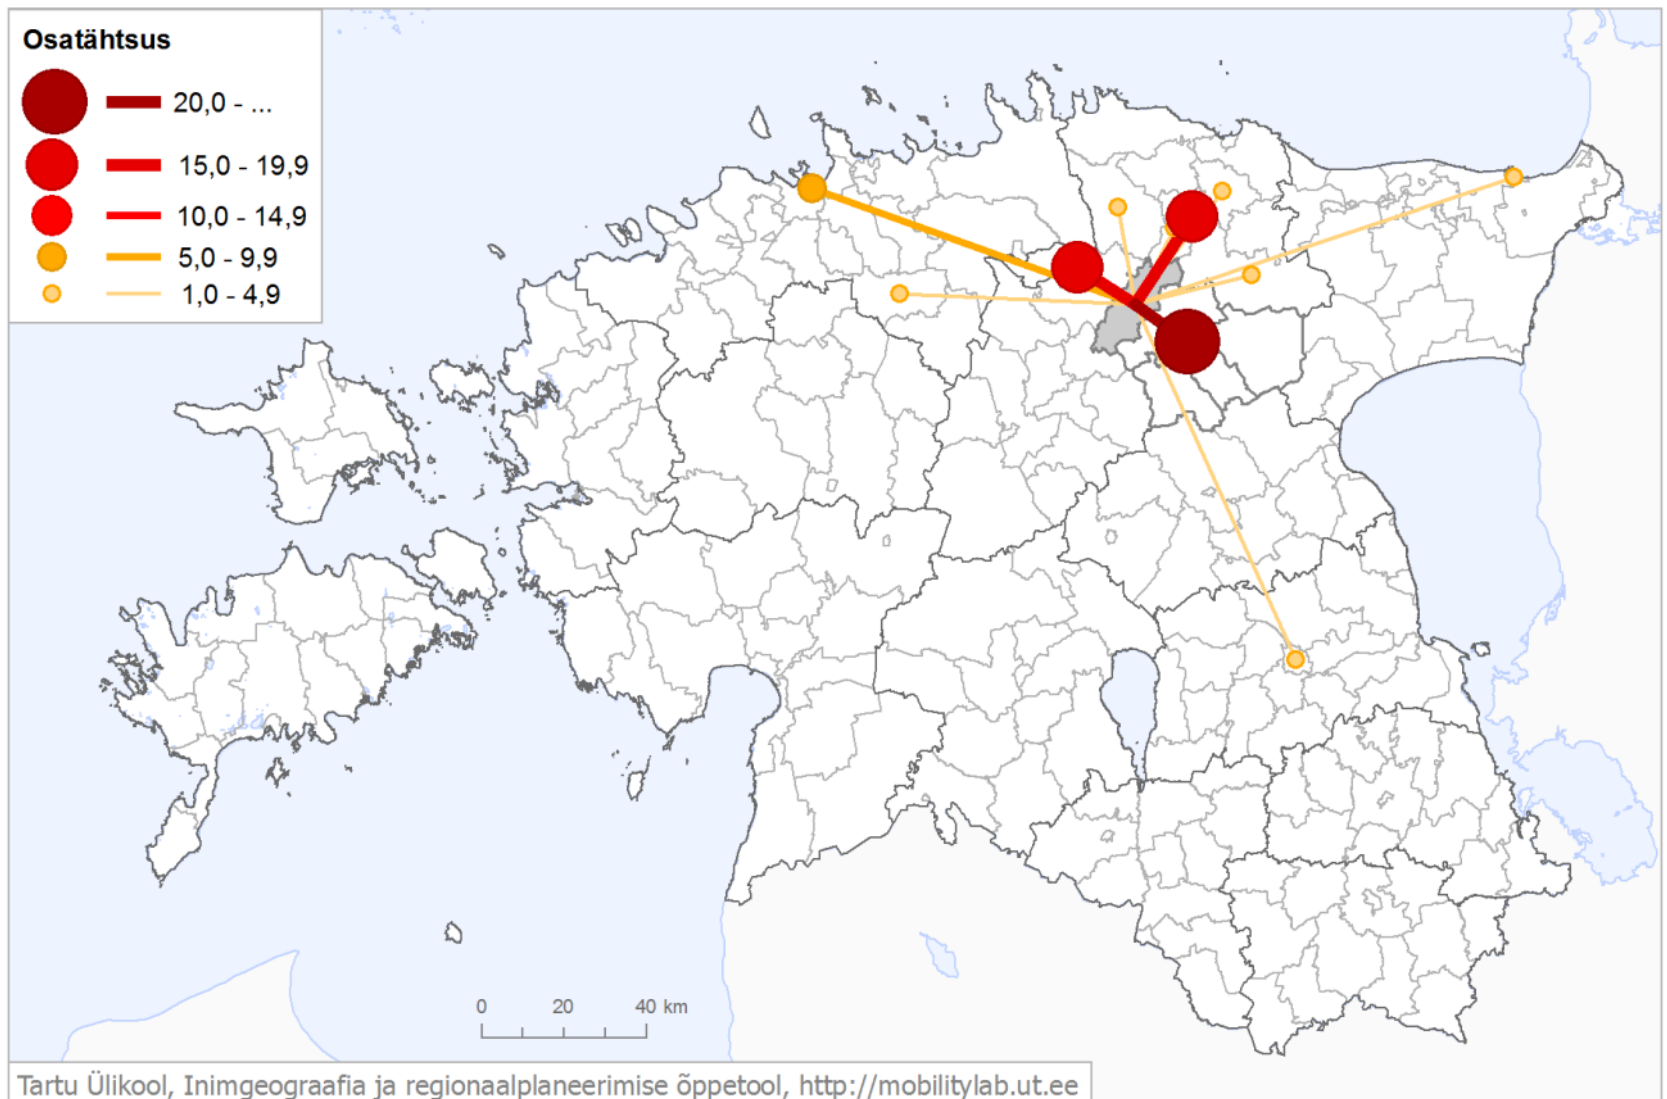 Osatähtsus
20,0 - ...
15,0 - 19,9
10,0 - 14,9
5,0 - 9,9
1,0 - 4,9
0 20 40 km
Tartu Ülikool, Inimgeograafia ja regionaalplaneerimise õppetool, http://mobilitylab.ut.ee